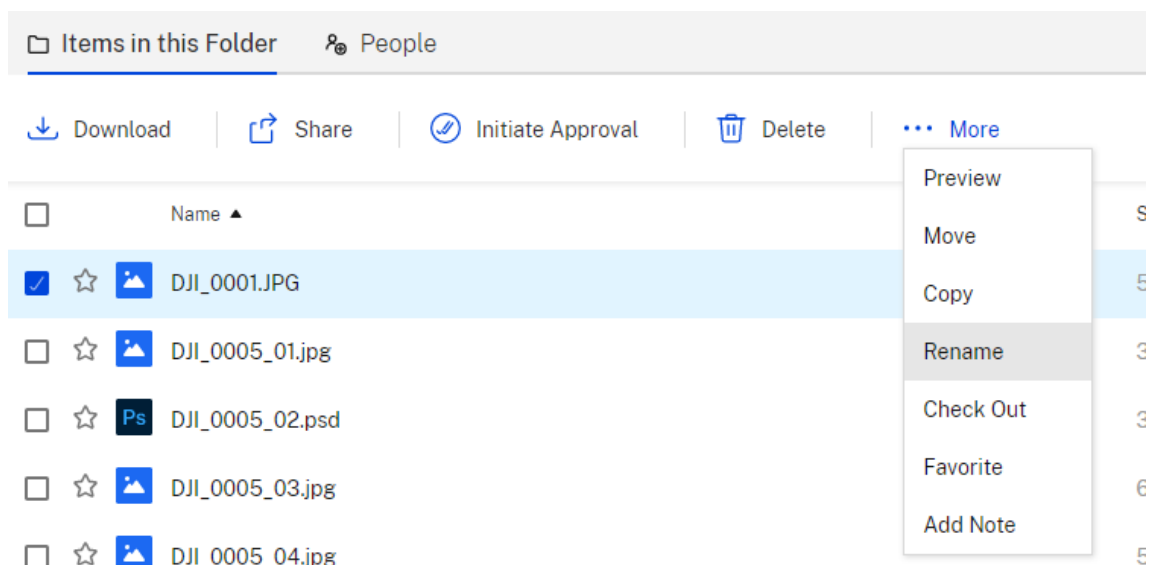 Items in this Folder People
Download Share Initiate Approval Delete ••• More
Preview
Name ▲
Move
DJI_0001.JPG
Copy
DJI_0005_01.jpg
Rename
Ps DJI_0005_02.psd
Check Out
Favorite
DJI_0005_03.jpg
Add Note
DJI_0005_04.jpg